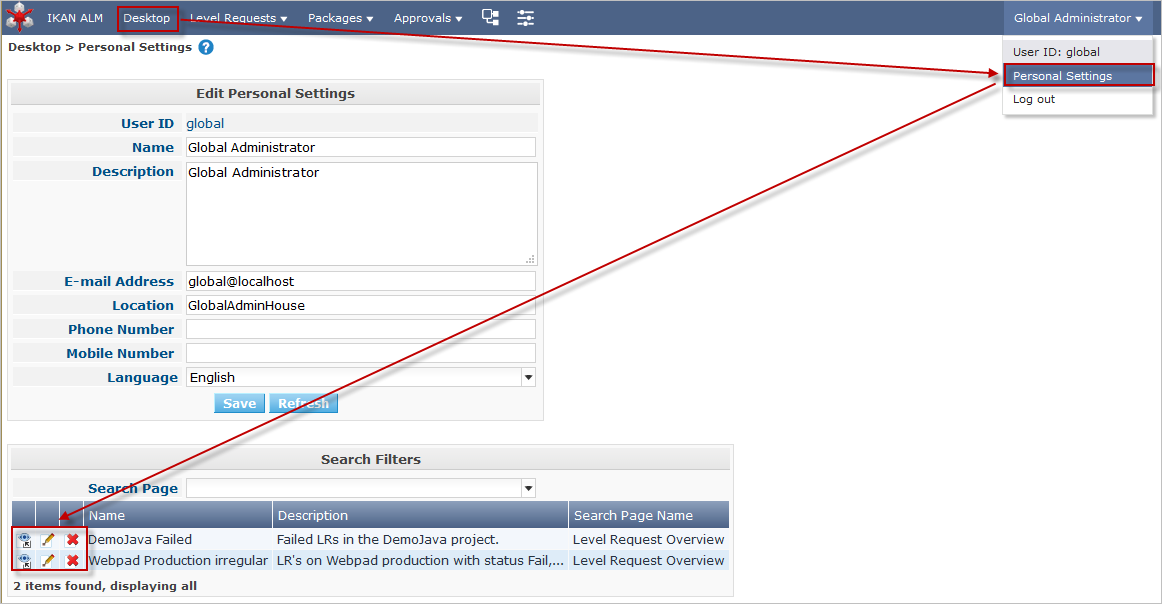 IKAN ALM Desktop Level Requests Packages Approvals Global Administrator
Desktop > Personal Settings ?
User ID: global
Personal Settings
Log out
Edit Personal Settings
User ID global
Name Global Administrator
Description Global Administrator
E-mail Address global@localhost
Location GlobalAdminHouse
Phone Number
Mobile Number
Language English
Save Refresh
Search Filters
Search Page
Name Description Search Page Name
DemoJava Failed Failed LRs in the DemoJava project. Level Request Overview
Webpad Production irregular LR's on Webpad production with status Fail,... Level Request Overview
2 items found, displaying all